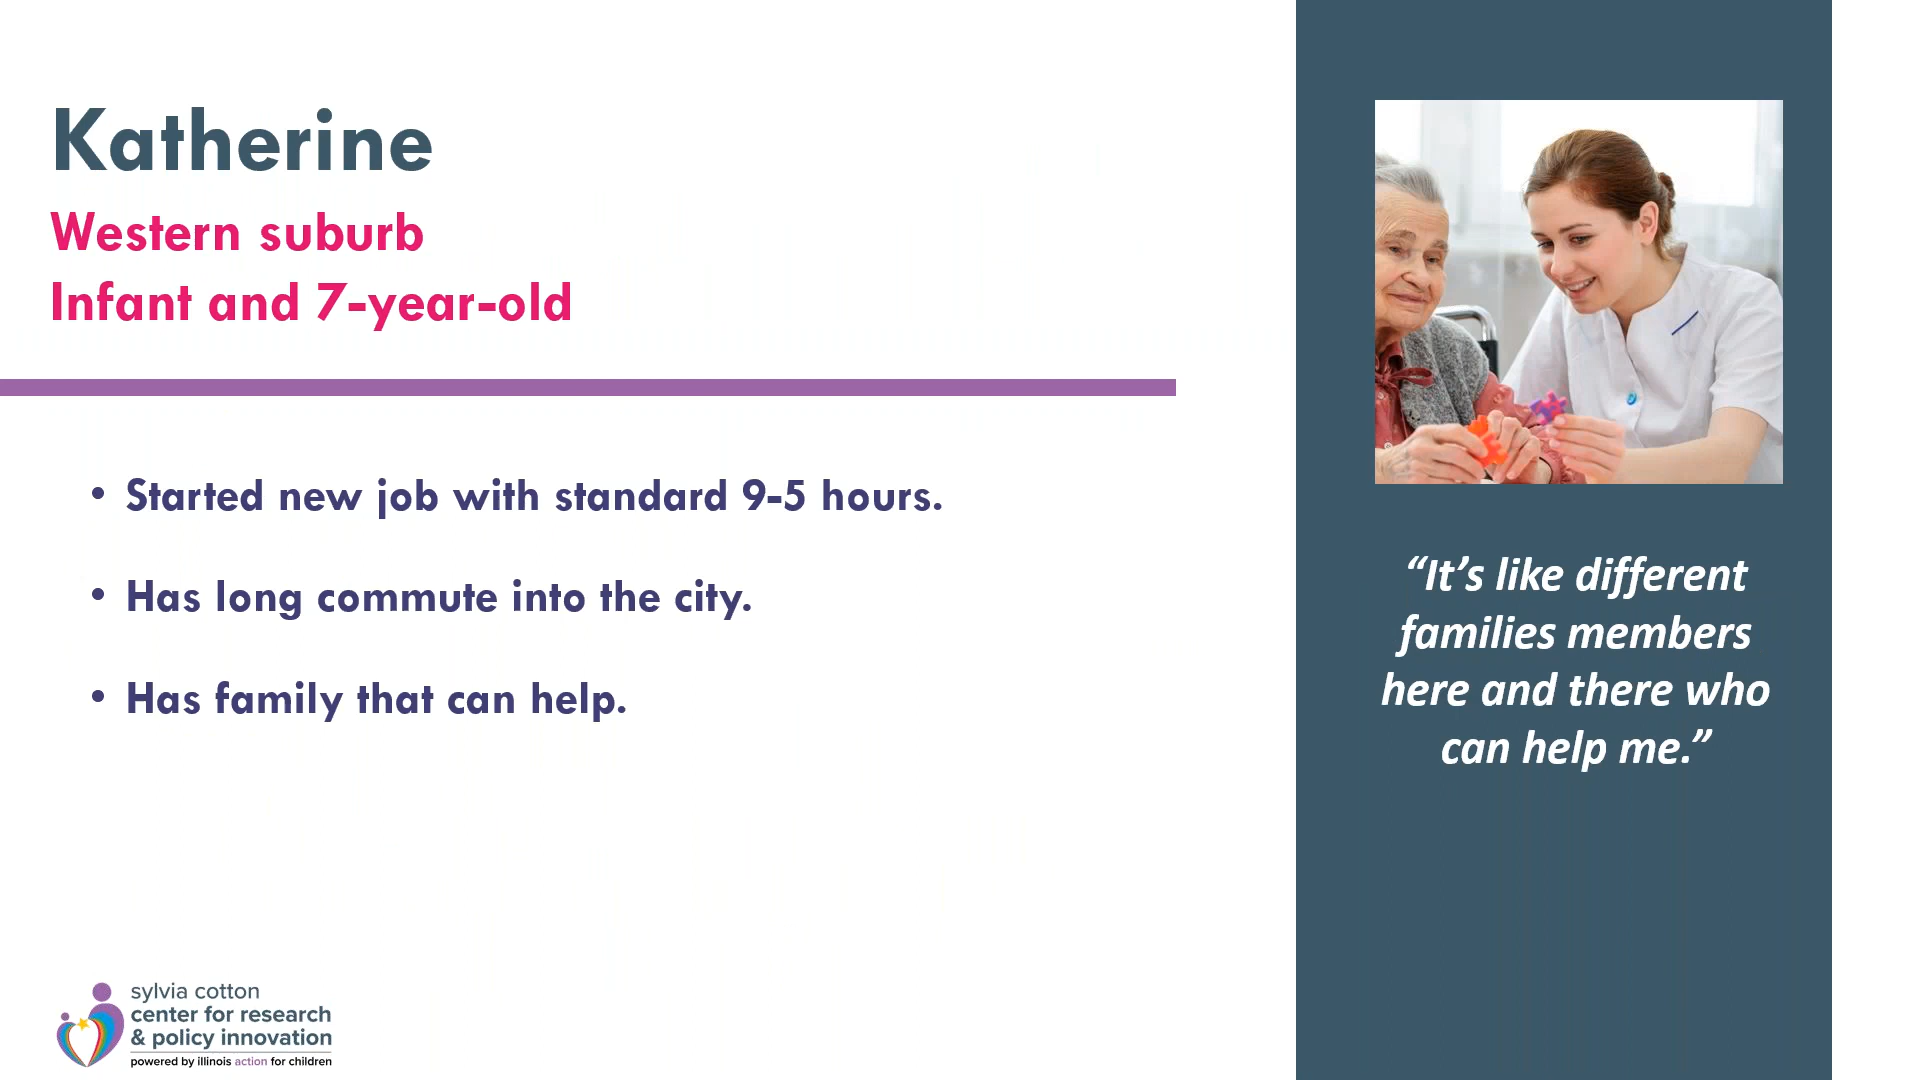 Katherine
Western suburb
Infant and 7-year-old
• Started new job with standard 9-5 hours.
• Has long commute into the city.
• Has family that can help.
“It’s like different
families members
here and there who
can help me.”
sylvia cotton
center for research
& policy innovation
powered by illinois action for children